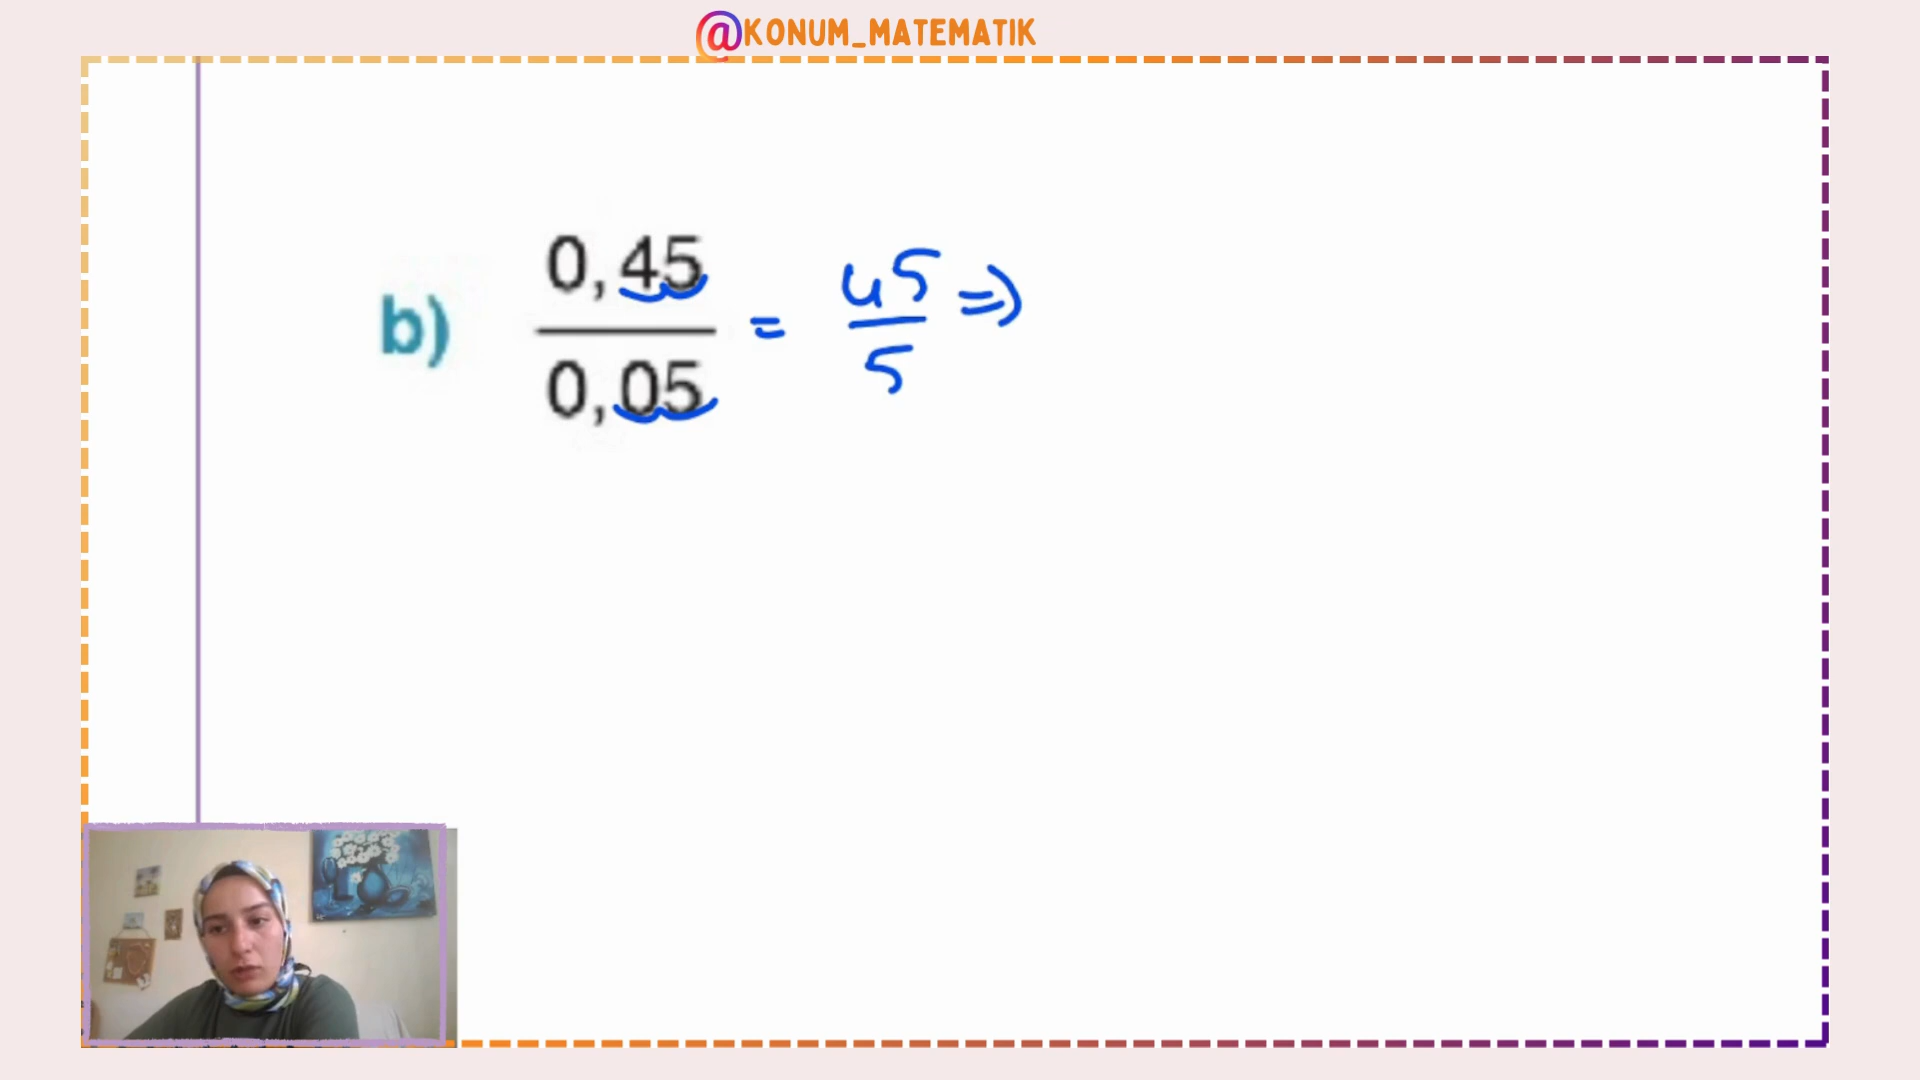 @KONUM_MATEMATIK
b) 0,45 / 0,05 = 45 / 5 =>